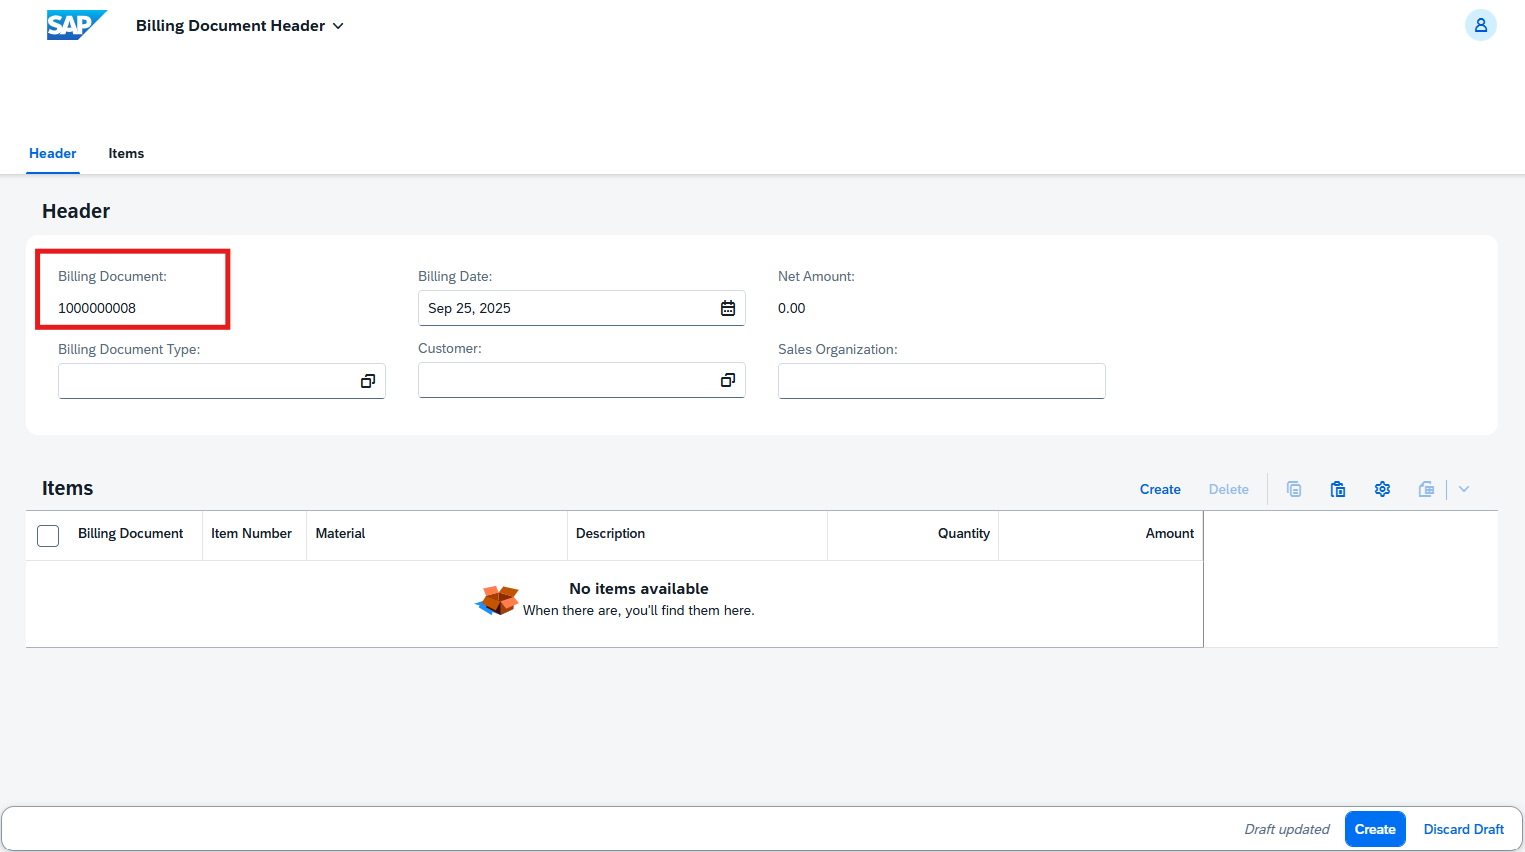 SAP Billing Document Header
Header Items
Header
Billing Document: Billing Date: Net Amount:
1000000008 Sep 25, 2025 0.00
Billing Document Type: Customer: Sales Organization:
Items Create Delete
Billing Document Item Number Material Description Quantity Amount
No items available
When there are, you'll find them here.
Draft updated Create Discard Draft